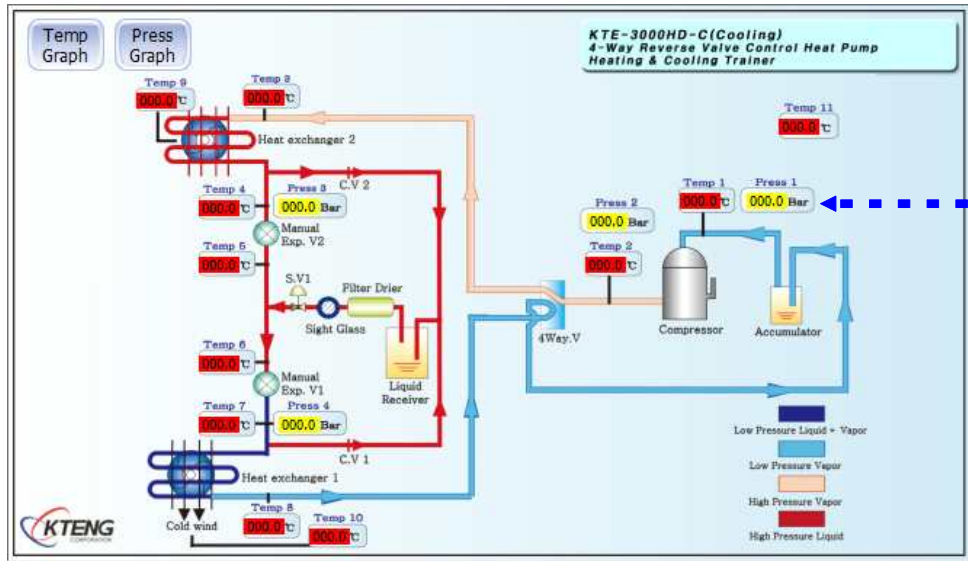 Temp
Graph
Press
Graph
KTE-3000HD-C(Cooling)
4-Way Reverse Valve Control Heat Pump
Heating & Cooling Trainer
Temp 9
000.0 ℃
Temp 3
000.0 ℃
Heat exchanger 2
Temp 11
000.0 ℃
C.V 2
Temp 4
000.0 ℃
Press 3
000.0 Bar
Temp 1
000.0 ℃
Press 1
000.0 Bar
Press 2
000.0 Bar
Manual
Exp. V2
Temp 5
000.0 ℃
Temp 2
000.0 ℃
S.V1
Filter Drier
Sight Glass
4Way.V
Compressor
Accumulator
Temp 6
000.0 ℃
Manual
Exp. V1
Liquid
Receiver
Temp 7
000.0 ℃
Press 4
000.0 Bar
C.V 1
Low Pressure Liquid + Vapor
Low Pressure Vapor
High Pressure Vapor
High Pressure Liquid
Heat exchanger 1
Cold wind
Temp 8
000.0 ℃
Temp 10
000.0 ℃
KTENG
CORPORATION